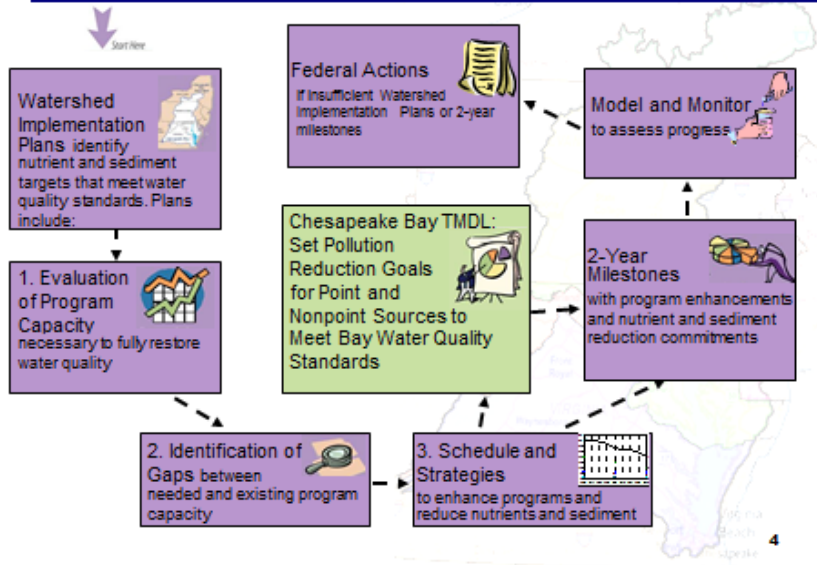 Start Here
Watershed
Implementation
Plans identify
nutrient and sediment
targets that meet water
quality standards. Plans
include:
1. Evaluation
of Program
Capacity
necessary to fully restore
water quality
2. Identification of
Gaps between
needed and existing program
capacity
3. Schedule and
Strategies
to enhance programs and
reduce nutrients and sediment
Chesapeake Bay TMDL:
Set Pollution
Reduction Goals
for Point and
Nonpoint Sources to
Meet Bay Water Quality
Standards
2-Year
Milestones
with program enhancements
and nutrient and sediment
reduction commitments
Model and Monitor
to assess progress
Federal Actions
If Insufficient Watershed
Implementation Plans or 2-year
milestones
Virginia
Beach
4